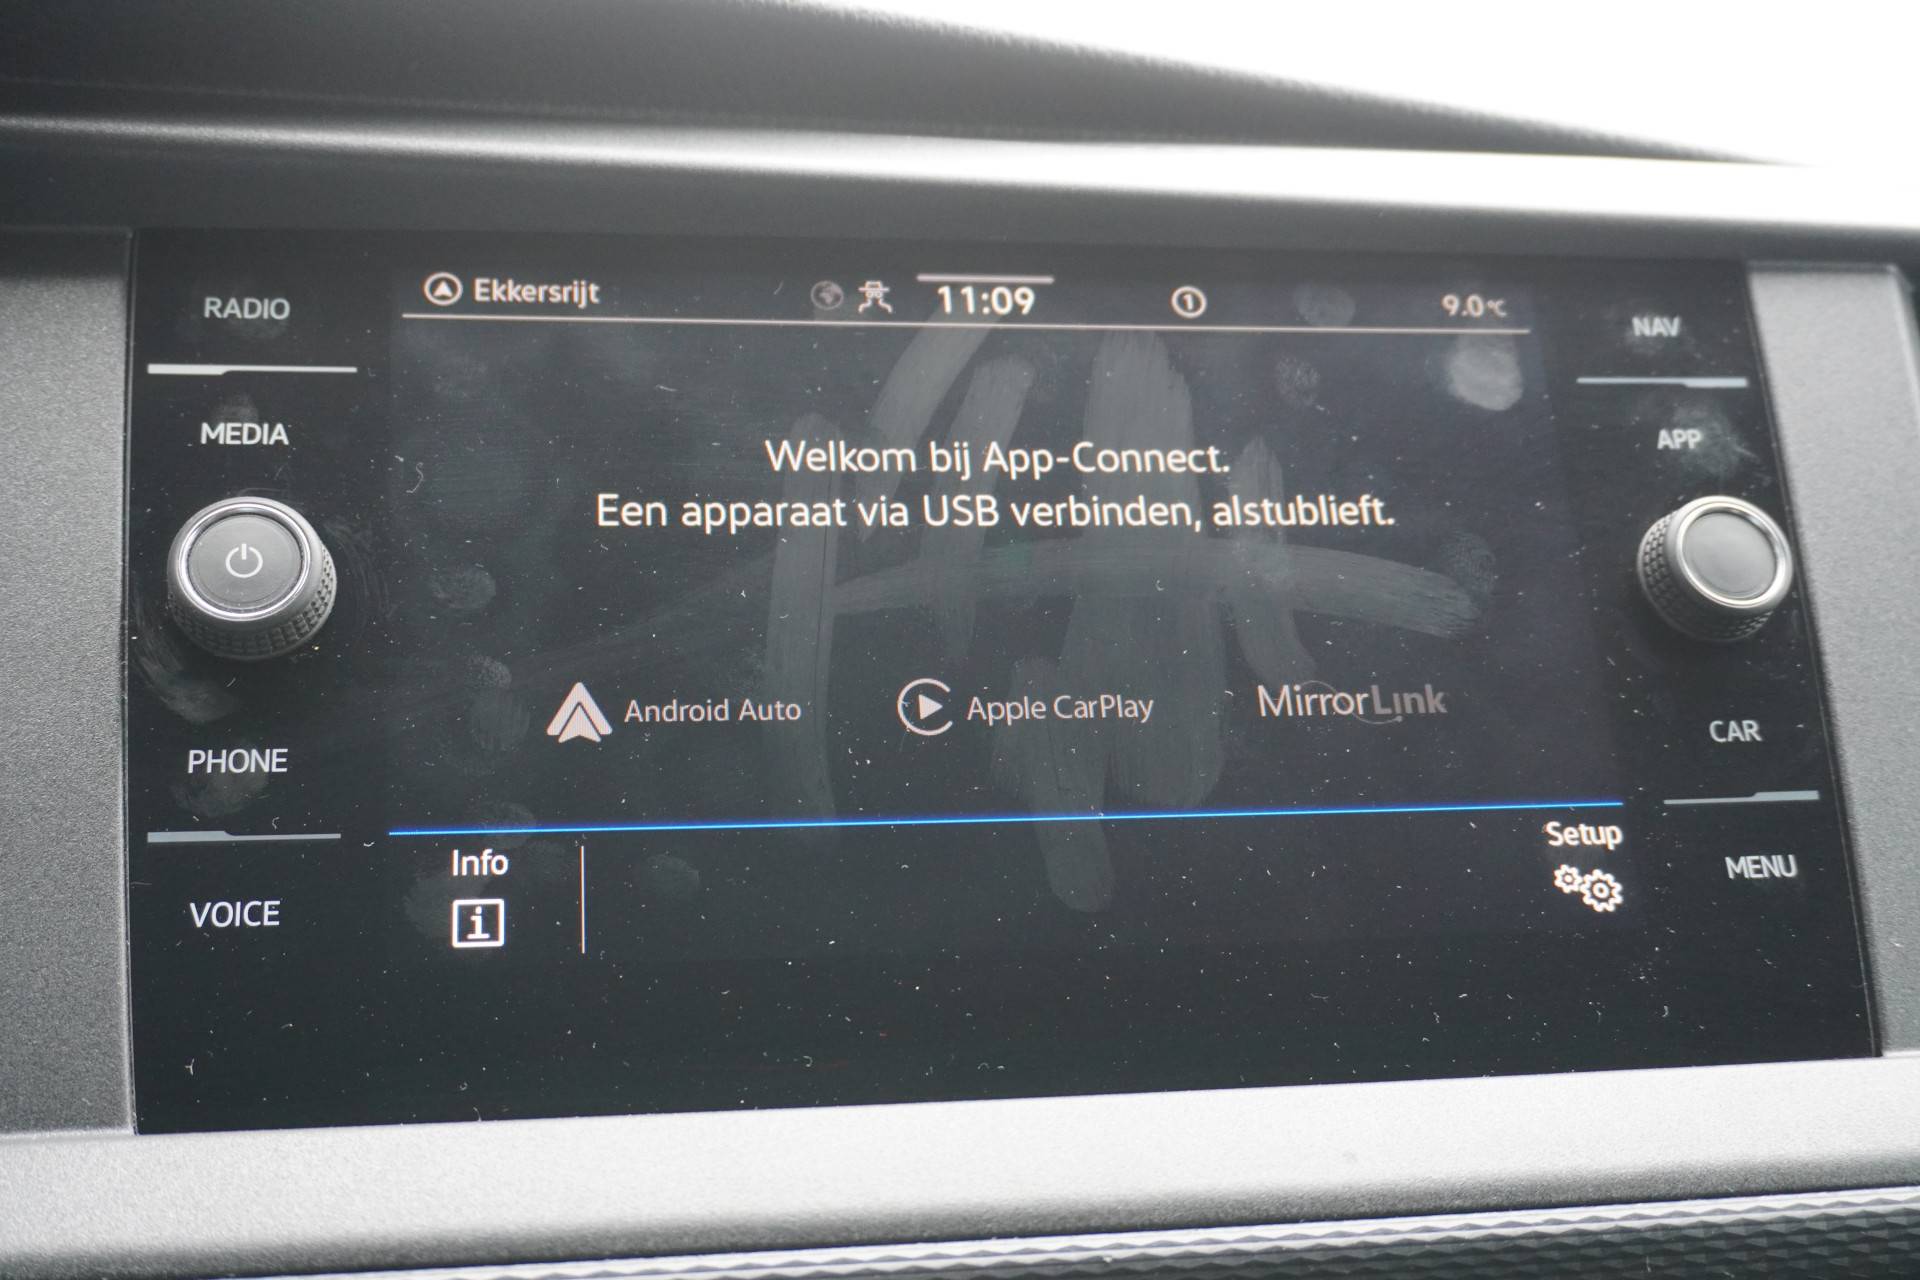 RADIO
MEDIA
PHONE
VOICE
Ekkersrijt
11:09
1
9.0°C
Welkom bij App-Connect.
Een apparaat via USB verbinden, alstublieft.
Android Auto
Apple CarPlay
MirrorLink
Info
i
Setup
NAV
APP
CAR
MENU